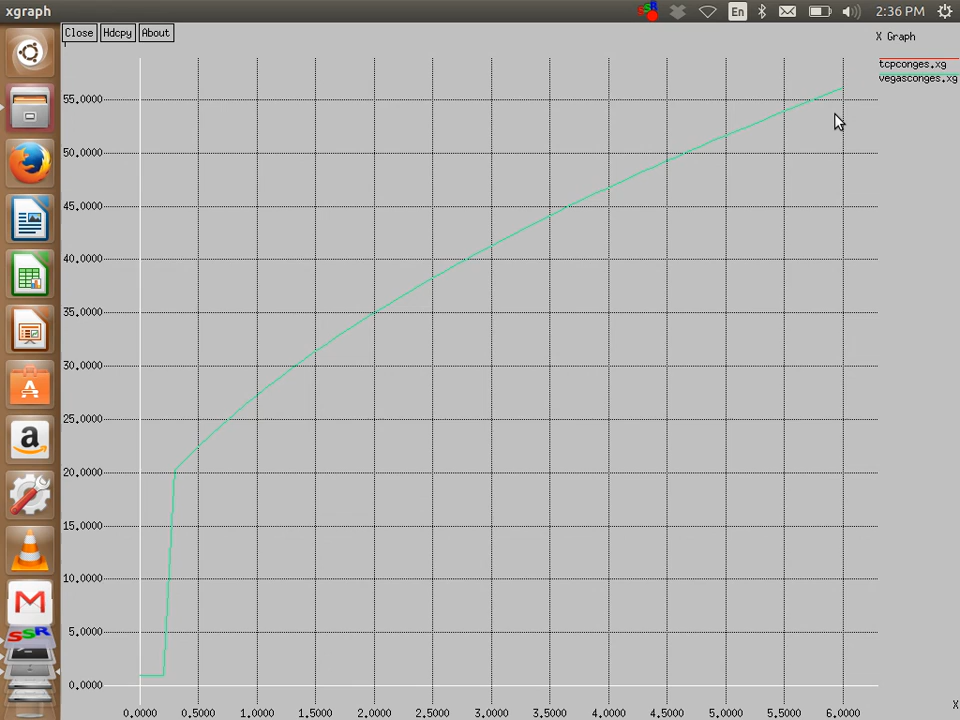 xgraph
En
2:36 PM
Close Hdcpy About
X Graph
tcpconges.xg
vegasconges.xg
55.0000
50.0000
45.0000
40.0000
35.0000
30.0000
25.0000
20.0000
15.0000
10.0000
5.0000
0.0000
X
0.0000 0.5000 1.0000 1.5000 2.0000 2.5000 3.0000 3.5000 4.0000 4.5000 5.0000 5.5000 6.0000
SSR